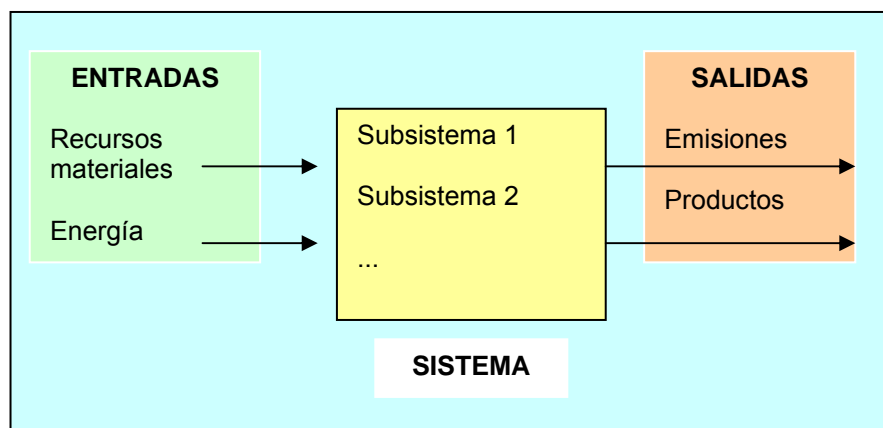 ENTRADAS
Recursos
materiales
Energía
Subsistema 1
Subsistema 2
...
SISTEMA
SALIDAS
Emisiones
Productos